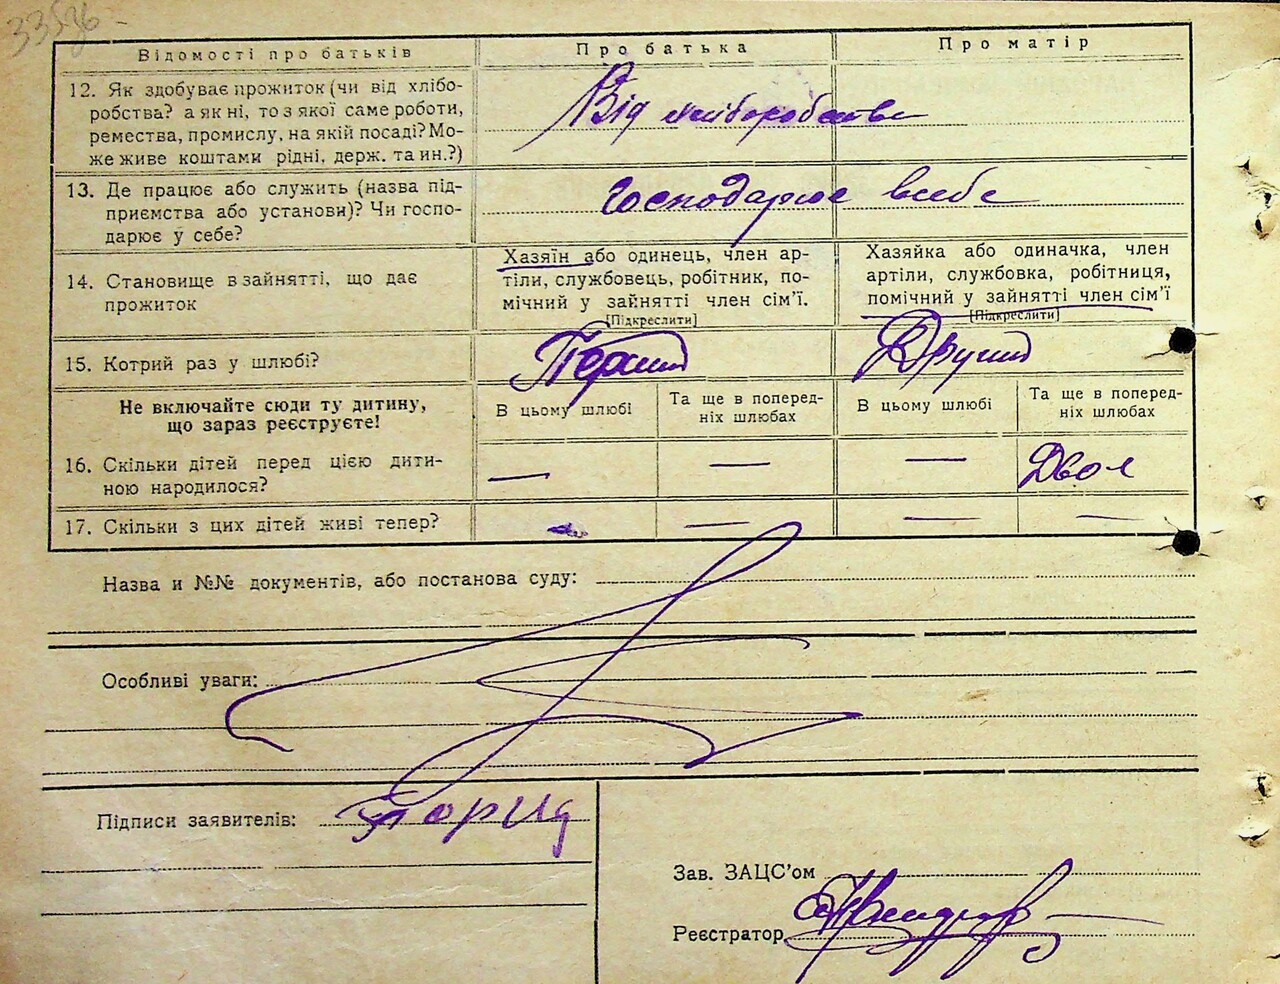 33536 -
Відомості про батьків
Про батька
Про матір
12. Як здобуває прожиток (чи від хлібо-
робства? а як ні, то з якої саме роботи,
ремества, промислу, на якій посаді? Мо-
же живе коштами рідні, держ. та ин.?)
Від хліборобства
13. Де працює або служить (назва під-
приємства або установи)? Чи госпо-
дарює у себе?
Господарює в себе
14. Становище в зайнятті, що дає
прожиток
Хазяїн або одинець, член ар-
тіли, службовець, робітник, по-
мічний у зайнятті член сім'ї.
[Підкреслити]
Хазяйка або одиначка, член
артіли, службовка, робітниця,
помічний у зайнятті член сім'ї
[Підкреслити]
15. Котрий раз у шлюбі?
Перший
Другий
Не включайте сюди ту дитину,
що зараз реєструєте!
В цьому шлюбі
Та ще в поперед-
ніх шлюбах
В цьому шлюбі
Та ще в поперед-
ніх шлюбах
16. Скільки дітей перед цією дити-
ною народилося?
— — — Двоє
17. Скільки з цих дітей живі тепер?
— — — —
Назва и №№ документів, або постанова суду:
Особливі уваги:
Підписи заявителів:
Зав. ЗАЦС'ом
Реєстратор